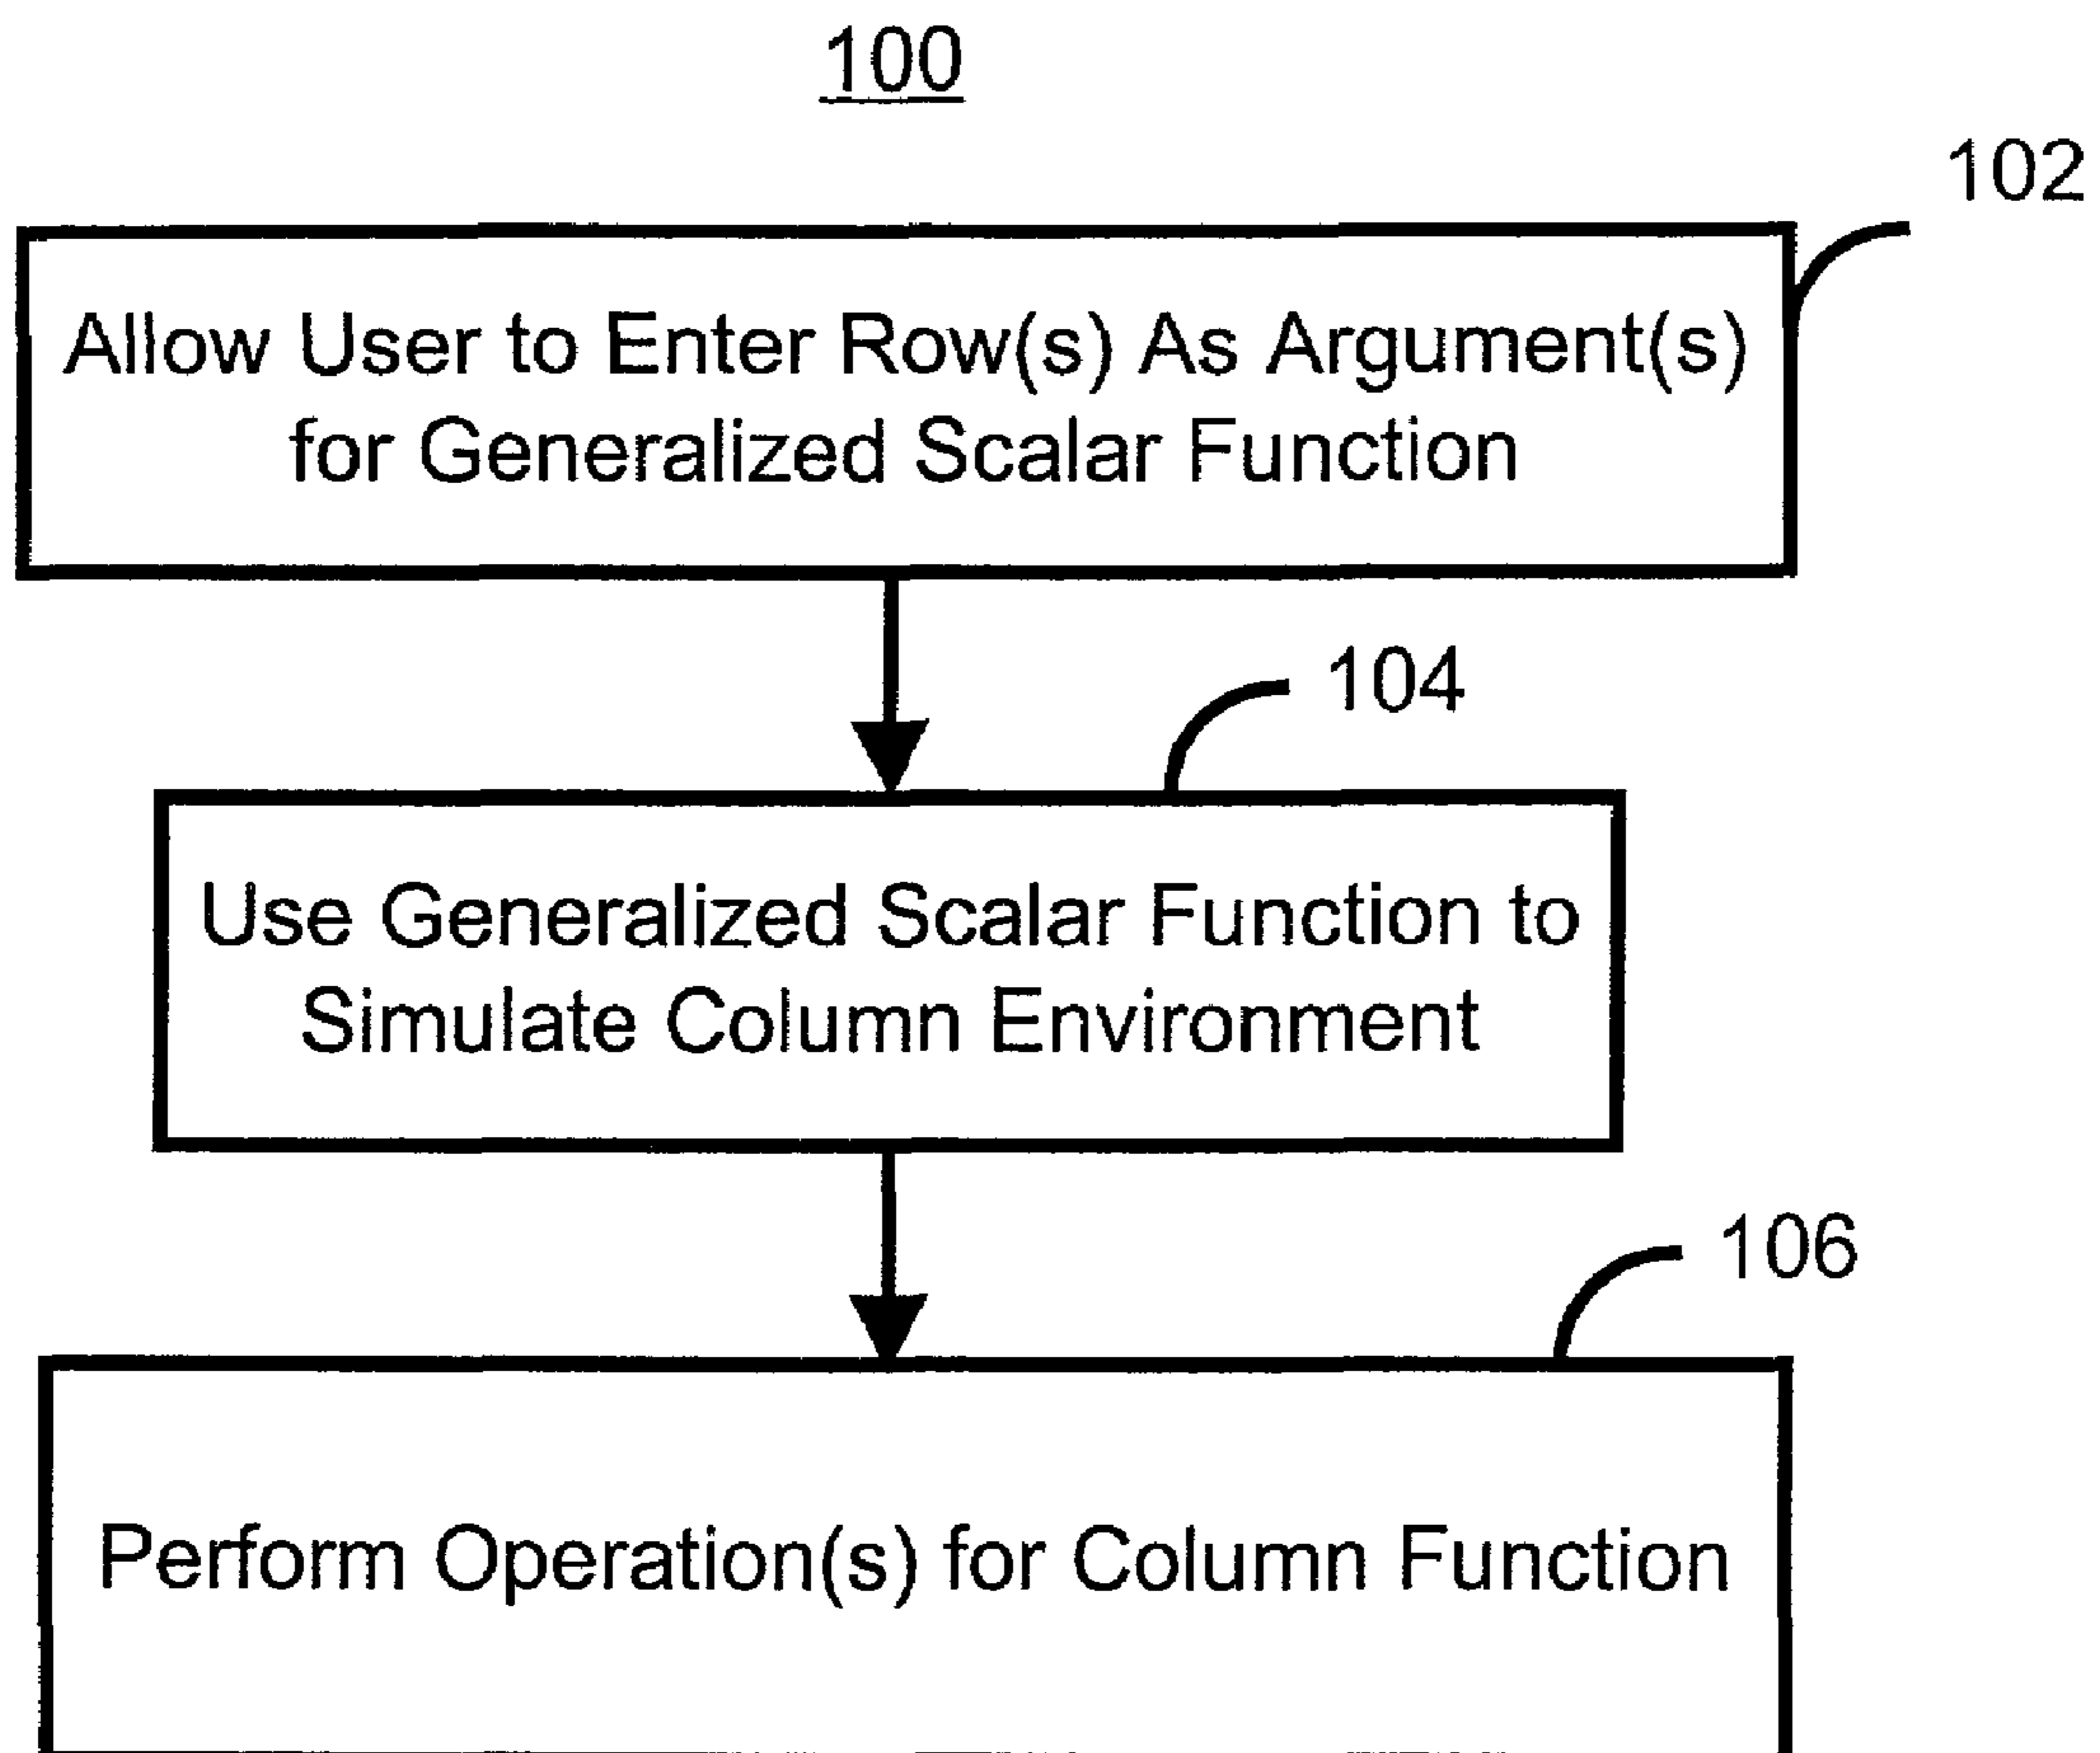 100
102
Allow User to Enter Row(s) As Argument(s)
for Generalized Scalar Function
104
Use Generalized Scalar Function to
Simulate Column Environment
106
Perform Operation(s) for Column Function